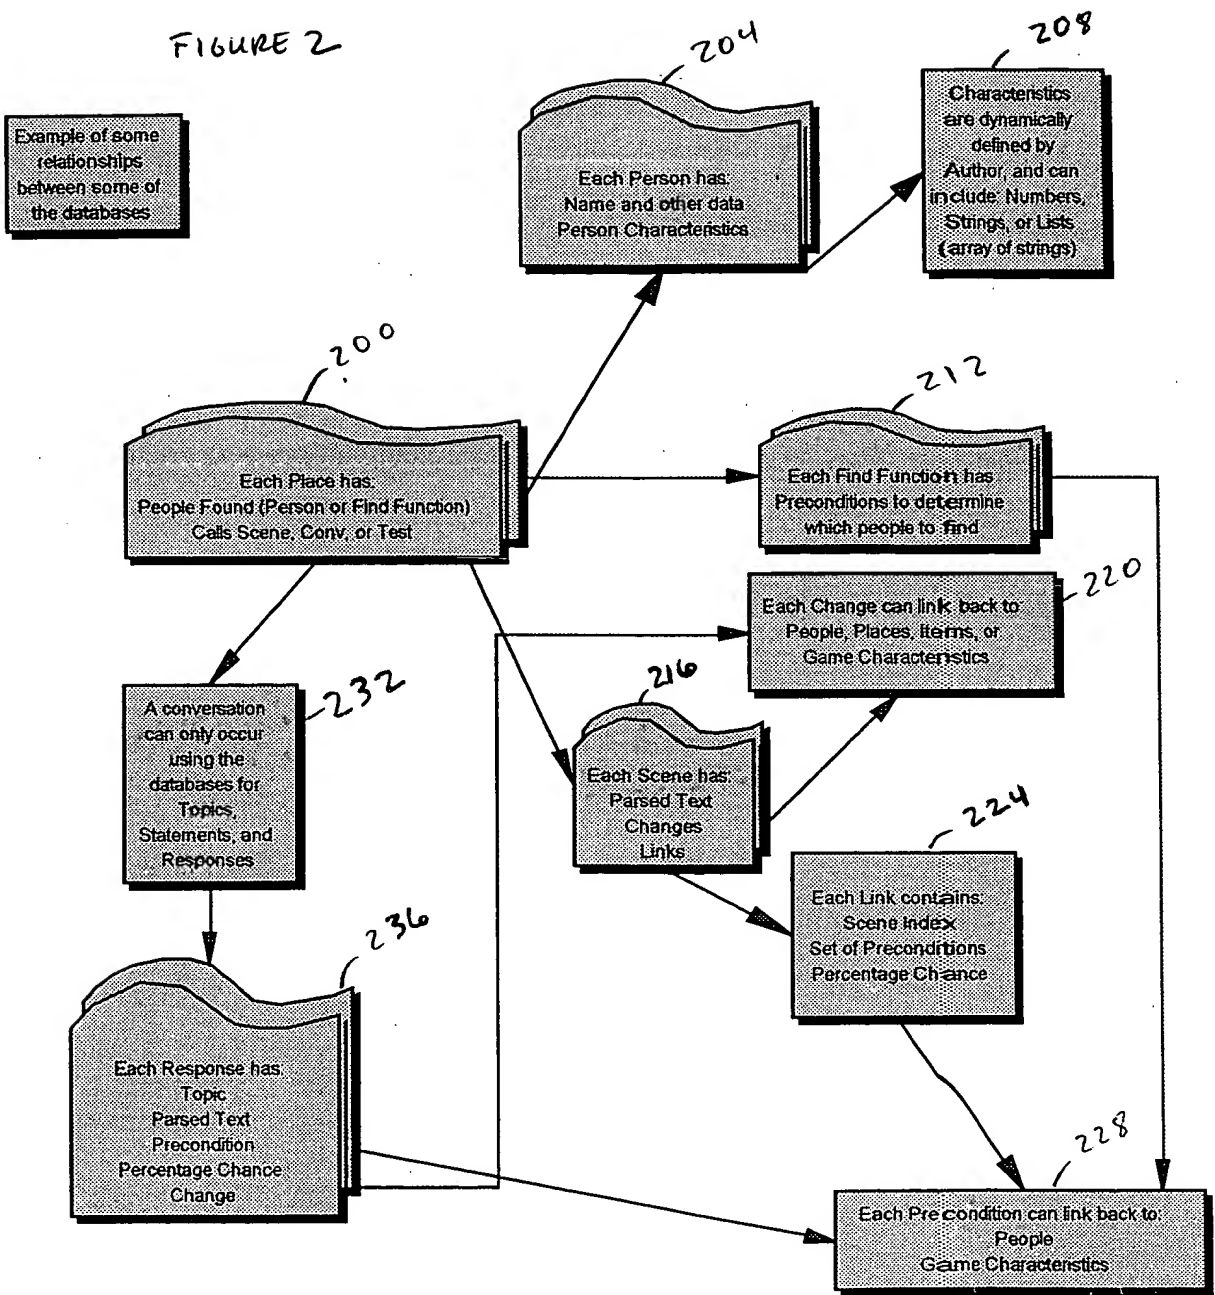 FIGURE 2
204
208
Example of some
relationships
between some of
the databases
Each Person has:
Name and other data
Person Characteristics
Characteristics
are dynamically
defined by
Author, and can
include: Numbers,
Strings, or Lists
(array of strings)
200
212
Each Place has:
People Found (Person or Find Function)
Calls Scene, Conv, or Test
Each Find Function has
Preconditions to determine
which people to find
220
Each Change can link back to
People, Places, Items, or
Game Characteristics
232
A conversation
can only occur
using the
databases for
Topics,
Statements, and
Responses
216
Each Scene has:
Parsed Text
Changes
Links
224
Each Link contains:
Scene Index
Set of Preconditions
Percentage Chance
236
Each Response has:
Topic
Parsed Text
Precondition
Percentage Chance
Change
228
Each Precondition can link back to:
People
Game Characteristics